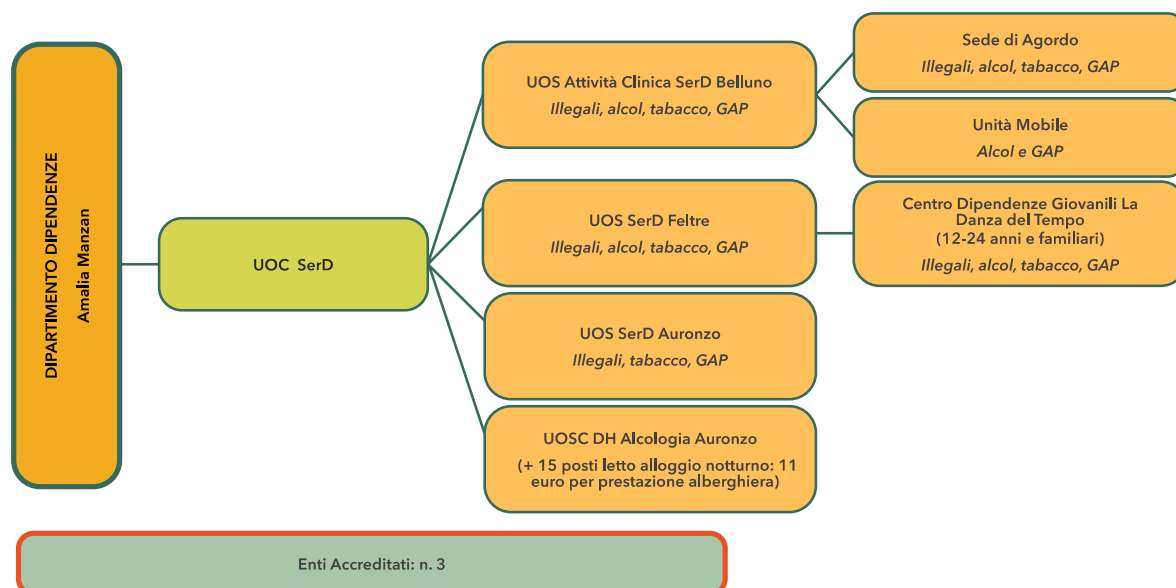 DIPARTIMENTO DIPENDENZE
Amalia Manzan
UOC SerD
UOS Attività Clinica SerD Belluno
Illegali, alcol, tabacco, GAP
Sede di Agordo
Illegali, alcol, tabacco, GAP
Unità Mobile
Alcol e GAP
UOS SerD Feltre
Illegali, alcol, tabacco, GAP
Centro Dipendenze Giovanili La
Danza del Tempo
(12-24 anni e familiari)
Illegali, alcol, tabacco, GAP
UOS SerD Auronzo
Illegali, tabacco, GAP
UOSC DH Alcologia Auronzo
(+ 15 posti letto alloggio notturno: 11
euro per prestazione alberghiera)
Enti Accreditati: n. 3